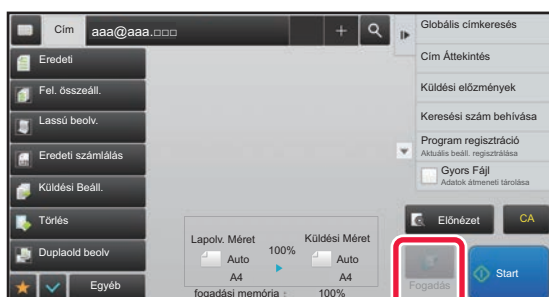 Cím aaa@aaa.□□□
Eredeti
Fel. összeáll.
Lassú beolv.
Eredeti számlálás
Küldési Beáll.
Törlés
Duplaold beolv
Egyéb
Lapolv. Méret
100%
Küldési Méret
Auto
Auto
A4
A4
fogadási memória : 100%
Globális címkeresés
Cím Áttekintés
Küldési előzmények
Keresési szám behívása
Program regisztráció
Aktuális beáll. regisztrálása
Gyors Fájl
Adatok átmeneti tárolása
Előnézet
CA
Fogadás
Start